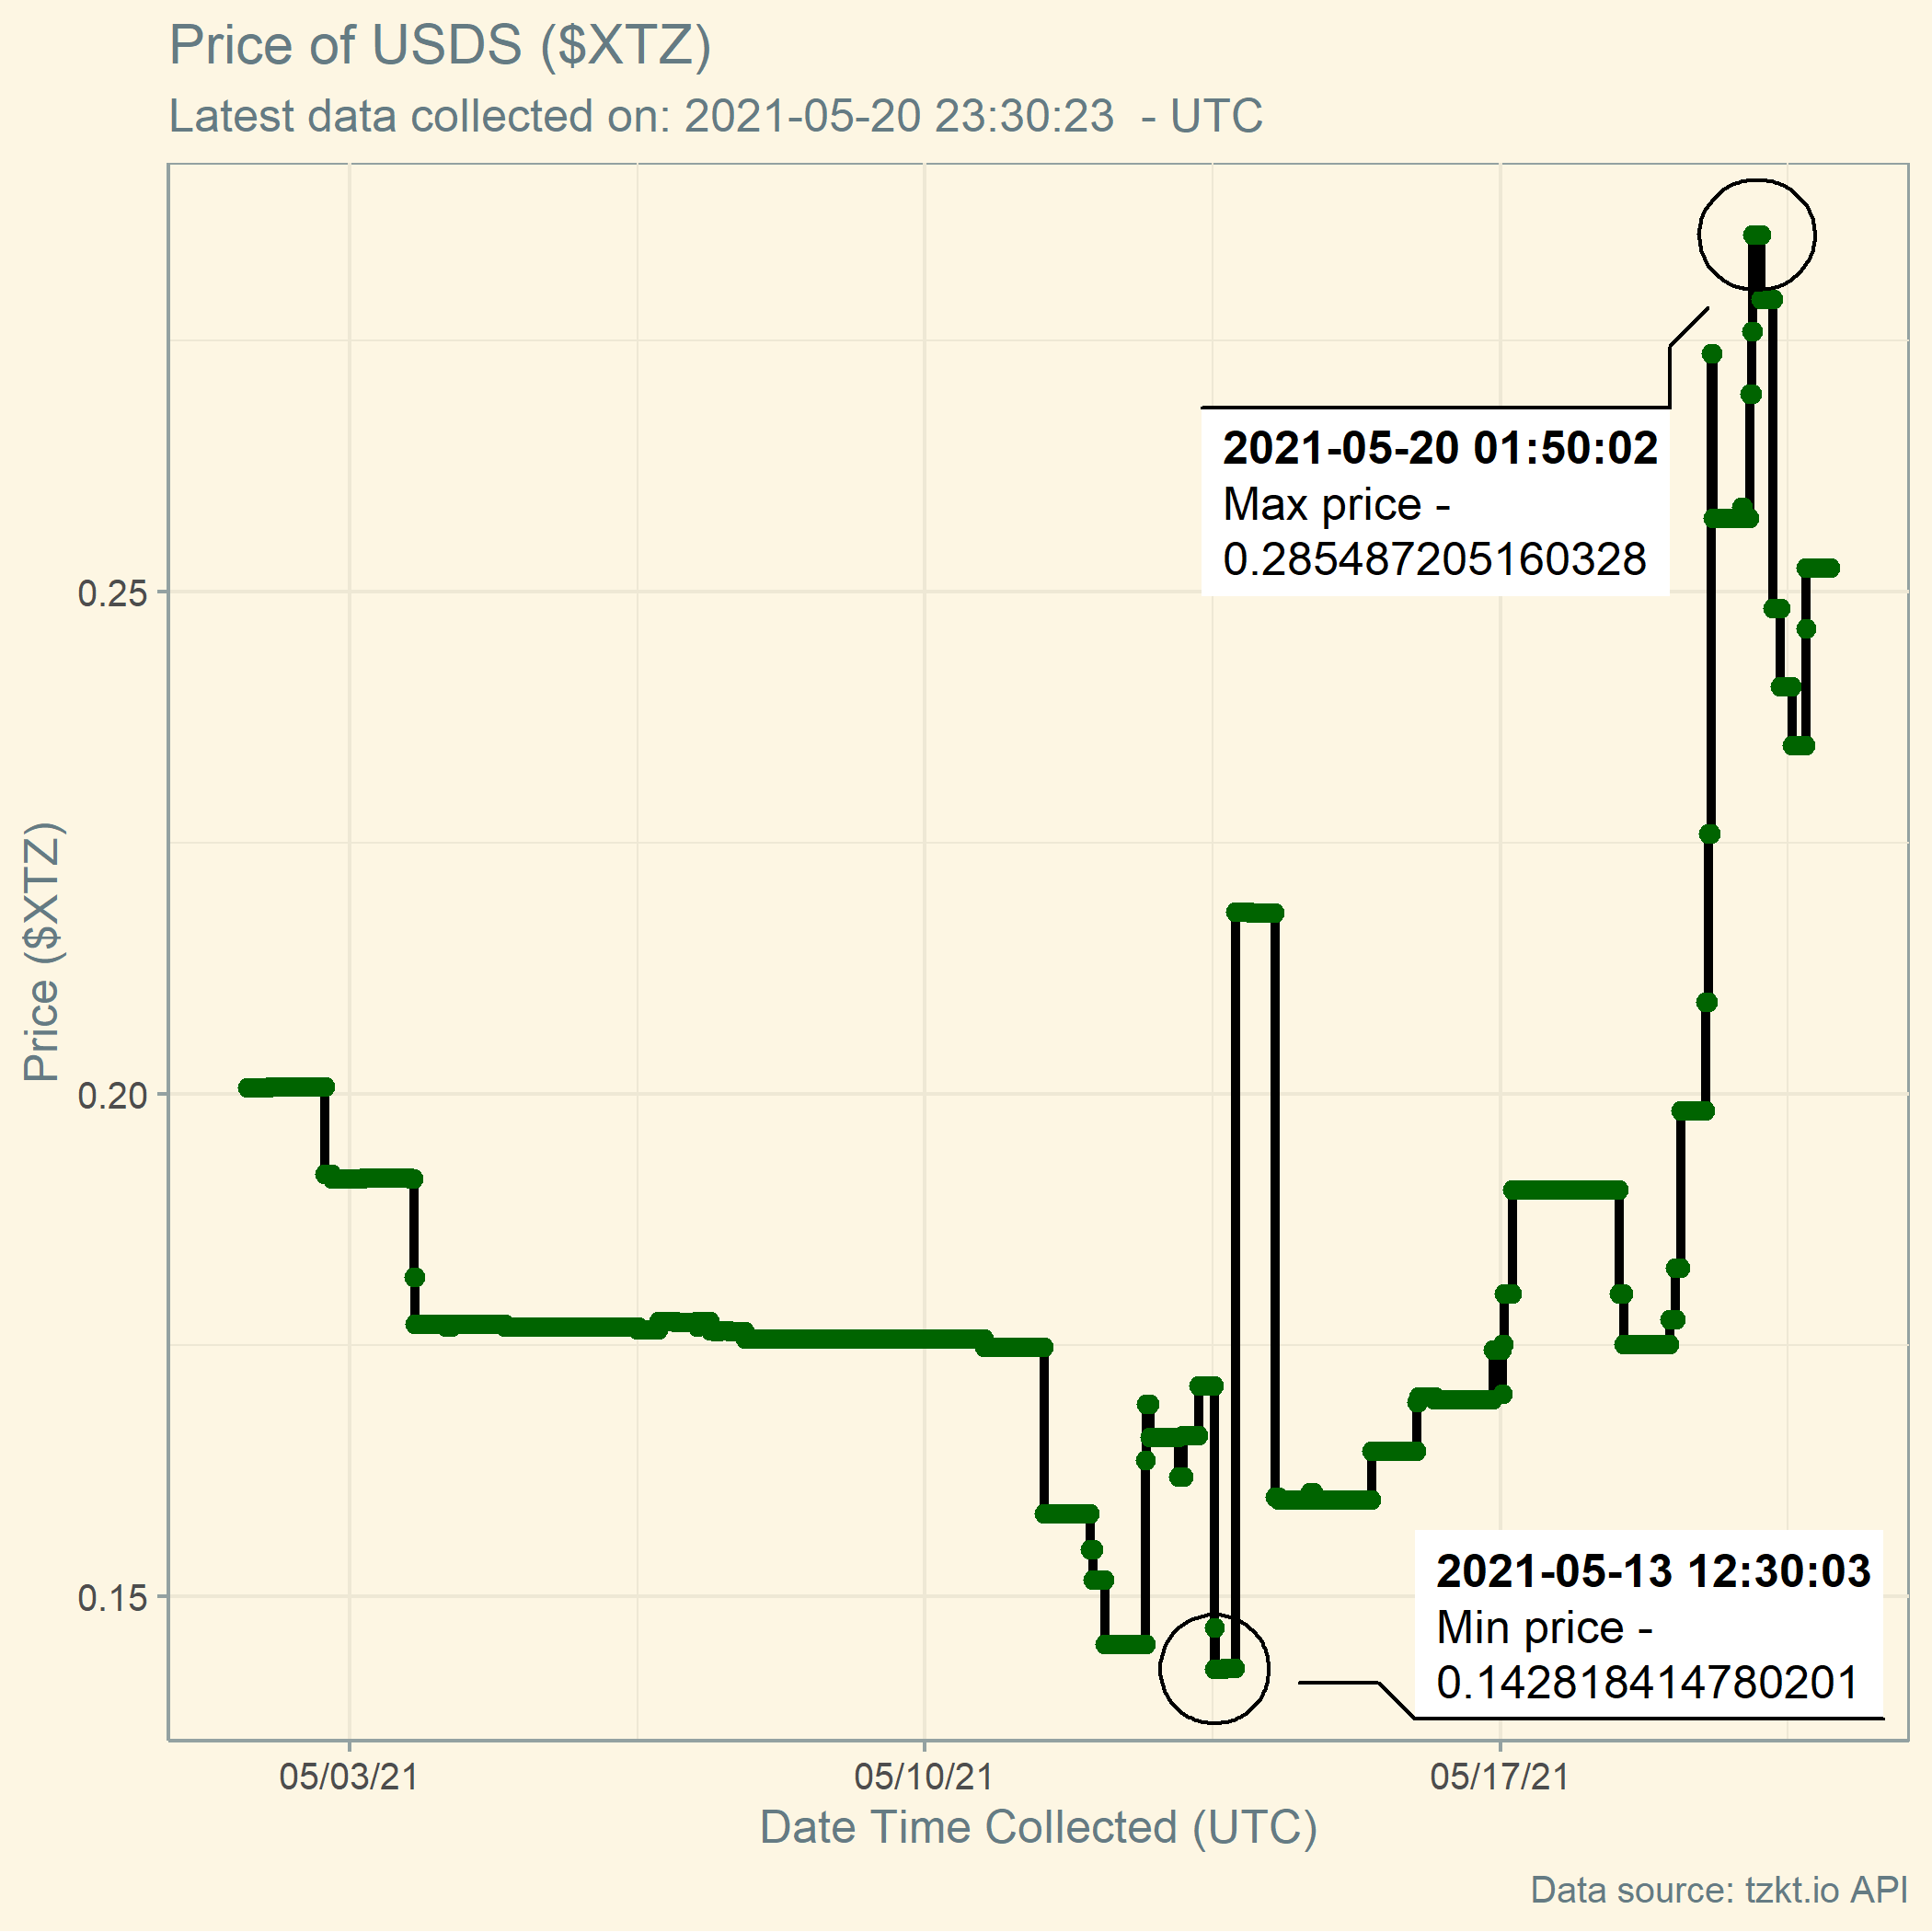 Price of USDS ($XTZ)
Latest data collected on: 2021-05-20 23:30:23  - UTC
2021-05-20 01:50:02
Max price -
0.285487205160328
0.25
0.20
0.15
Price ($XTZ)
2021-05-13 12:30:03
Min price -
0.142818414780201
05/03/21
05/10/21
05/17/21
Date Time Collected (UTC)
Data source: tzkt.io API